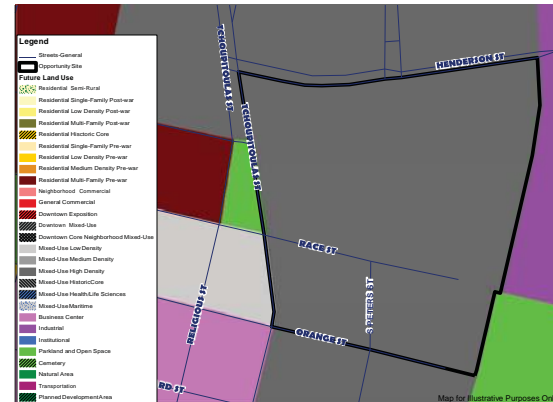 Legend
Streets-General
Opportunity Site
Future Land Use
Residential Semi-Rural
Residential Single-Family Post-war
Residential Low Density Post-war
Residential Multi-Family Post-war
Residential Hisctoric Core
Residential Single-Family Pre-war
Residential Low Density Pre-war
Residential Medium Density Pre-war
Residential Multi-Family Pre-war
Neighborhood Commercial
General Commercial
Downtown Exposition
Downtown Mixed-Use
Downtown Core Neighborhood Mixed-Use
Mixed-Use Low Density
Mixed-Use Medium Density
Mixed-Use High Density
Mixed-Use Historic Core
Mixed-Use Health/Life Sciences
Mixed-Use Maritime
Business Center
Industrial
Institutional
Parkland and Open Space
Cemetery
Natural Area
Transportation
Planned Development Area
TCHOUPITOULAS ST
TCHOUPITOULAS ST
HENDERSON ST
RACE ST
S PETERS ST
RELIGIOUS ST
ORANGE ST
RD ST
Map for Illustrative Purposes Onl